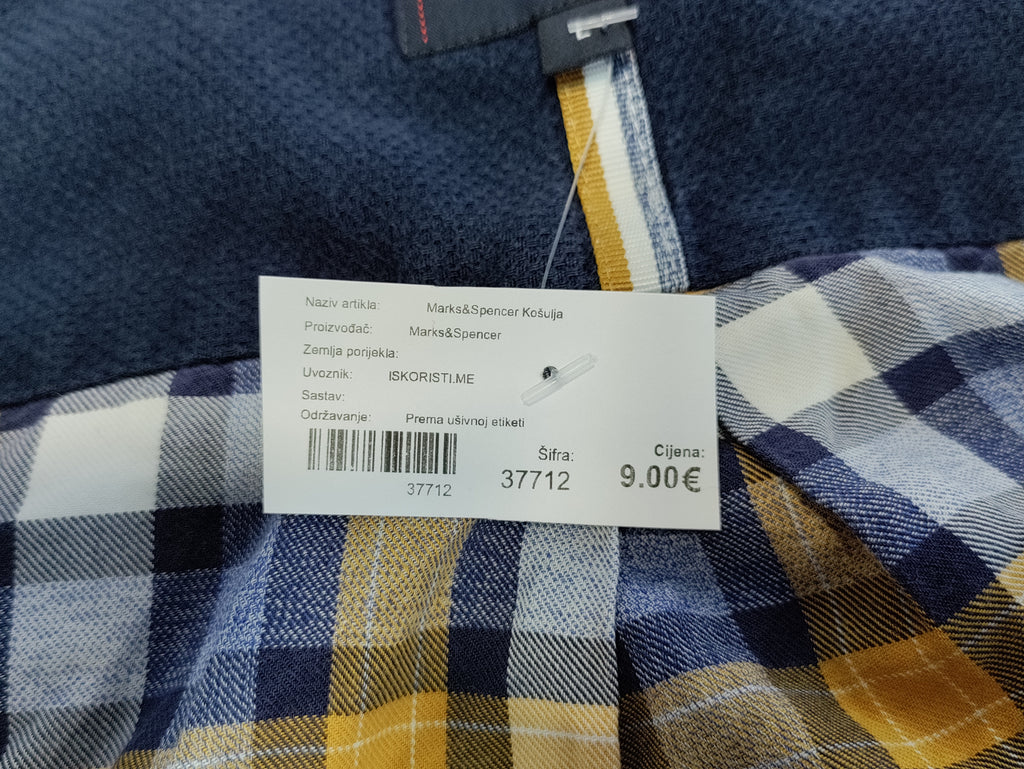 Naziv artikla: Marks&Spencer Košulja
Proizvođač: Marks&Spencer
Zemlja porijekla:
Uvoznik: ISKORISTI.ME
Sastav:
Održavanje: Prema ušivnoj etiketi
37712
Šifra:
37712
Cijena:
9.00€